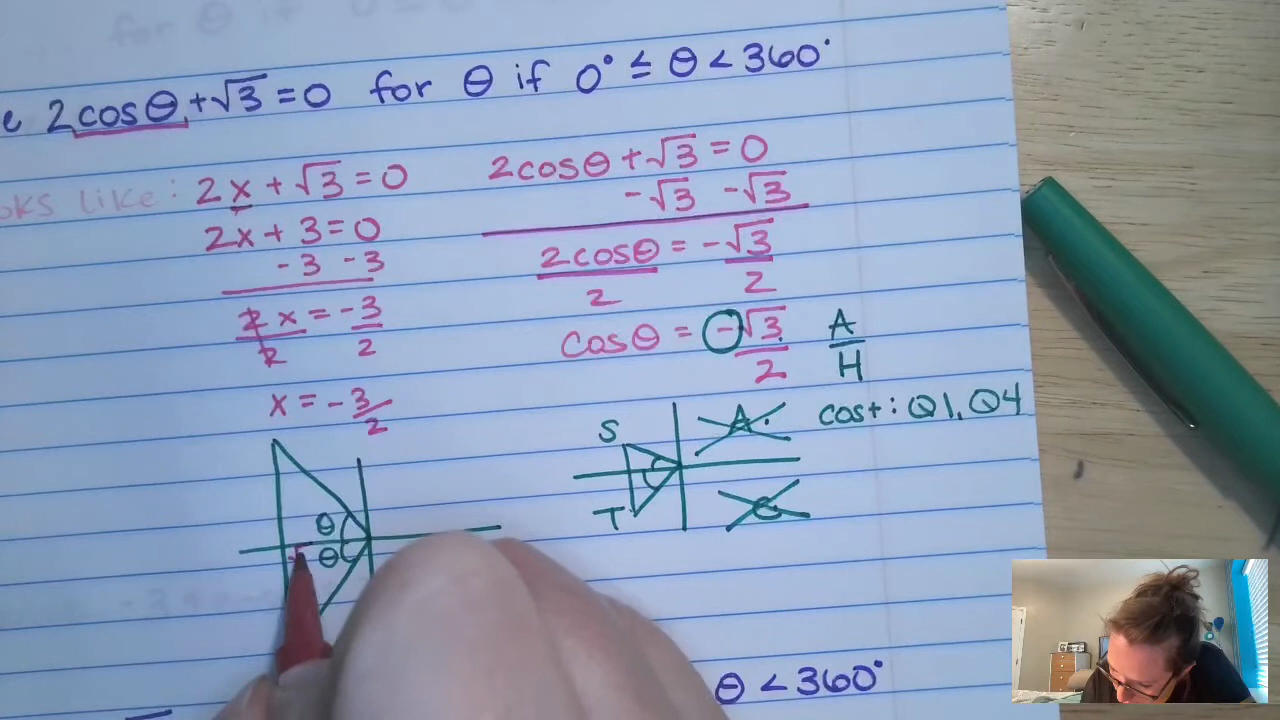 e 2cosθ+√3=0 for θ if 0°≤θ<360°
oks like: 2x+√3=0
2x+3=0
-3 -3
2x=-3
2 2
x=-3/2
2cosθ+√3=0
-√3 -√3
2cosθ=-√3
2 2
cosθ=-√3
2
A
H
cos+: Q1, Q4
S A
T C
θ
θ
θ<360°